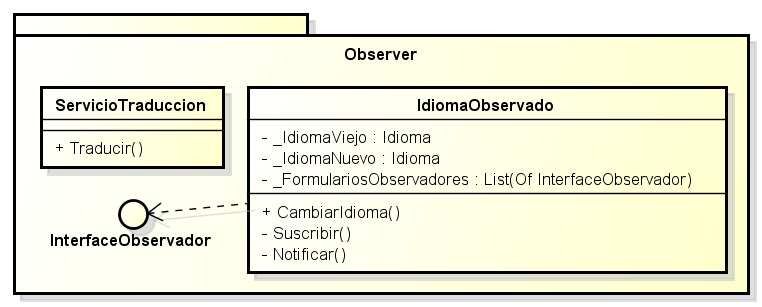 Observer
ServicioTraduccion
+ Traducir()
IdiomaObservado
- _IdiomaViejo : Idioma
- _IdiomaNuevo : Idioma
- _FormulariosObservadores : List(Of InterfaceObservador)
+ CambiarIdioma()
- Suscribir()
- Notificar()
InterfaceObservador